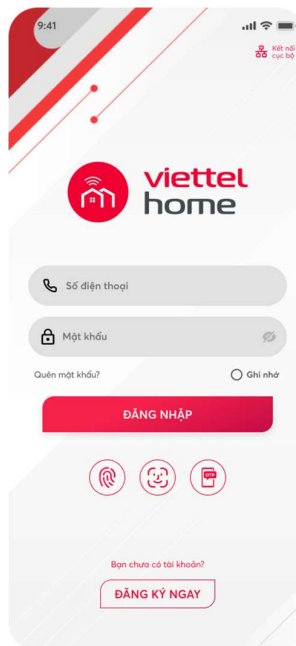 9:41
Kết nối
cục bộ
viettel
home
Số điện thoại
Mật khẩu
Quên mật khẩu?
Ghi nhớ
ĐĂNG NHẬP
OTP
Bạn chưa có tài khoản?
ĐĂNG KÝ NGAY